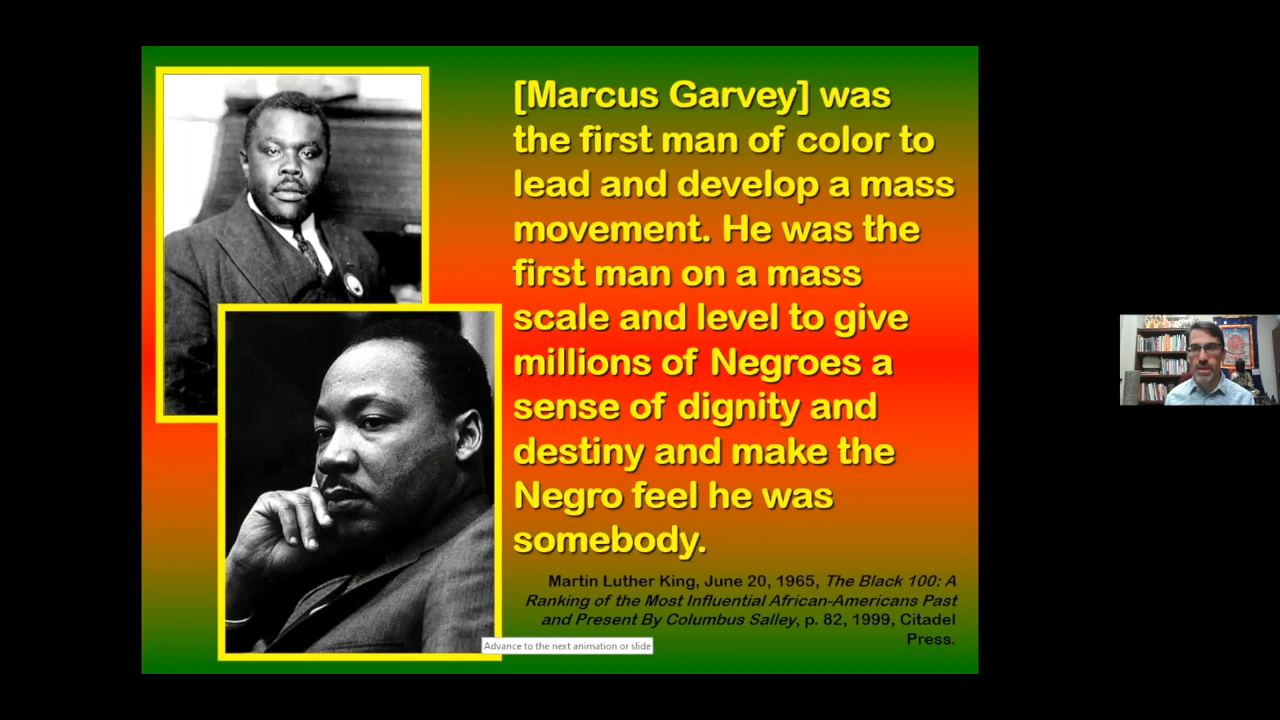 [Marcus Garvey] was
the first man of color to
lead and develop a mass
movement. He was the
first man on a mass
scale and level to give
millions of Negroes a
sense of dignity and
destiny and make the
Negro feel he was
somebody.
Martin Luther King, June 20, 1965, The Black 100: A
Ranking of the Most Influential African-Americans Past
and Present By Columbus Salley, p. 82, 1999, Citadel
Press.
Advance to the next animation or slide